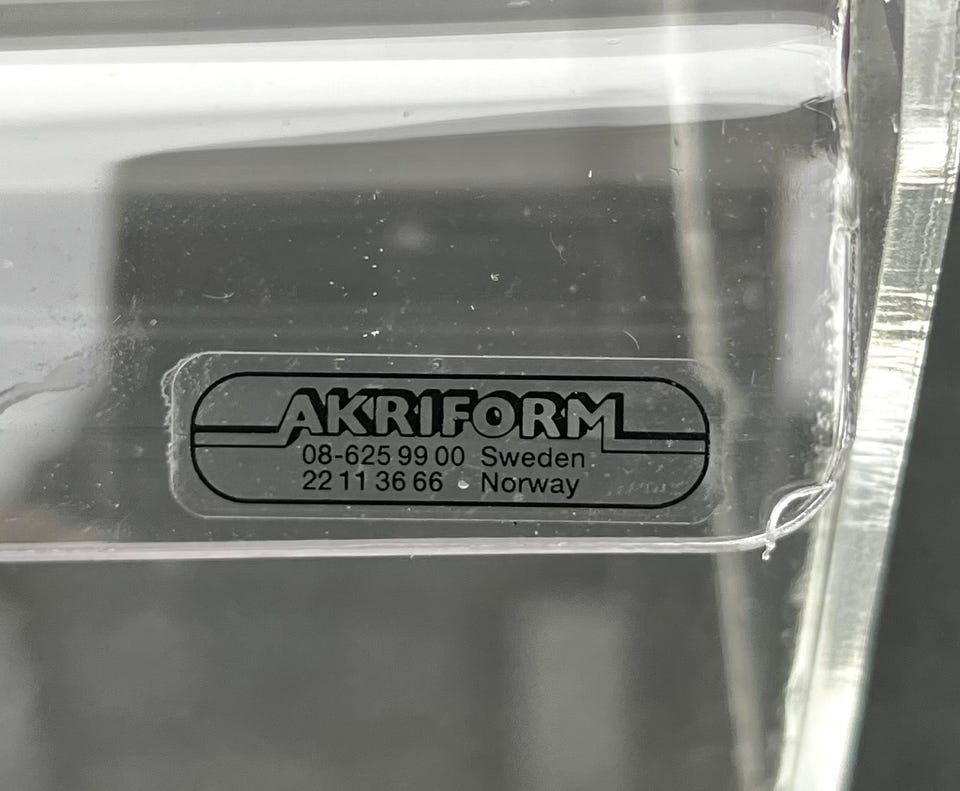 AKRIFORM
08-625 99 00 Sweden
22 11 36 66 Norway